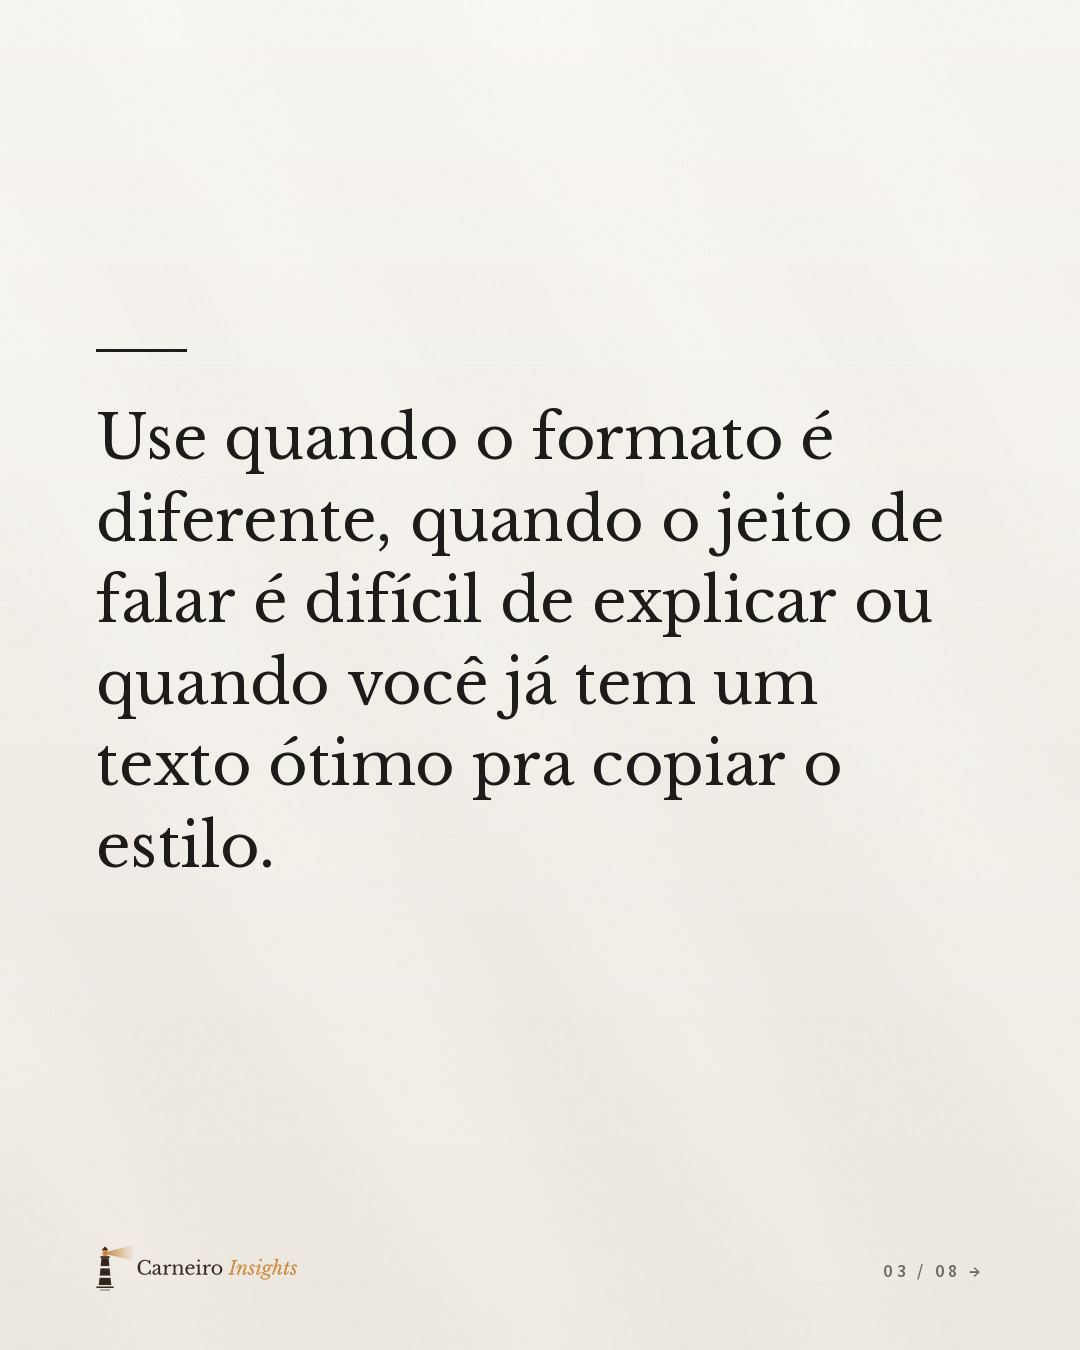 Use quando o formato é
diferente, quando o jeito de
falar é difícil de explicar ou
quando você já tem um
texto ótimo pra copiar o
estilo.
Carneiro Insights
03 / 08 →